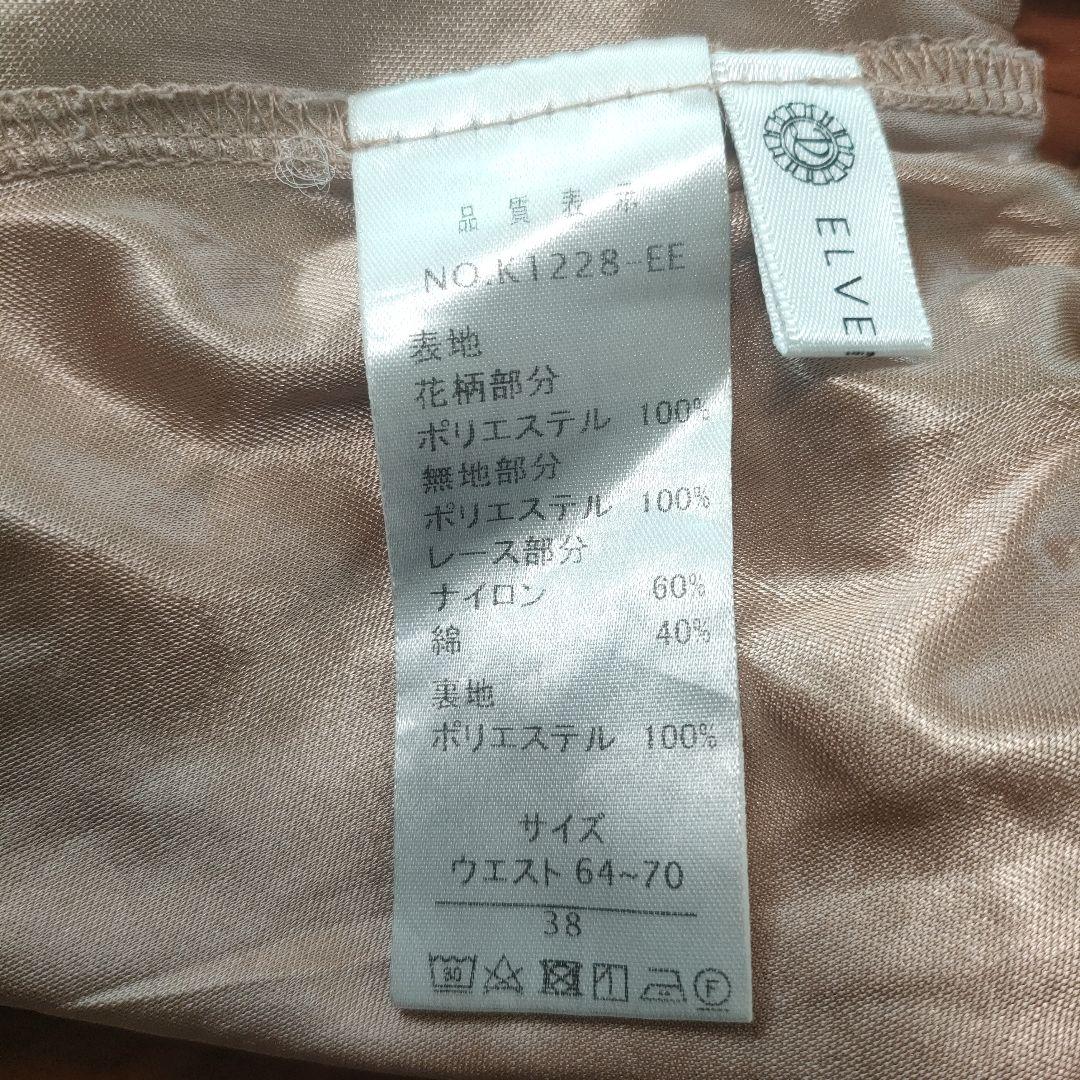 品質表示
NO.K1228-EE
表地
花柄部分
ポリエステル 100%
無地部分
ポリエステル 100%
レース部分
ナイロン 60%
綿 40%
裏地
ポリエステル 100%
サイズ
ウエスト 64~70
38
30
F
ELVE